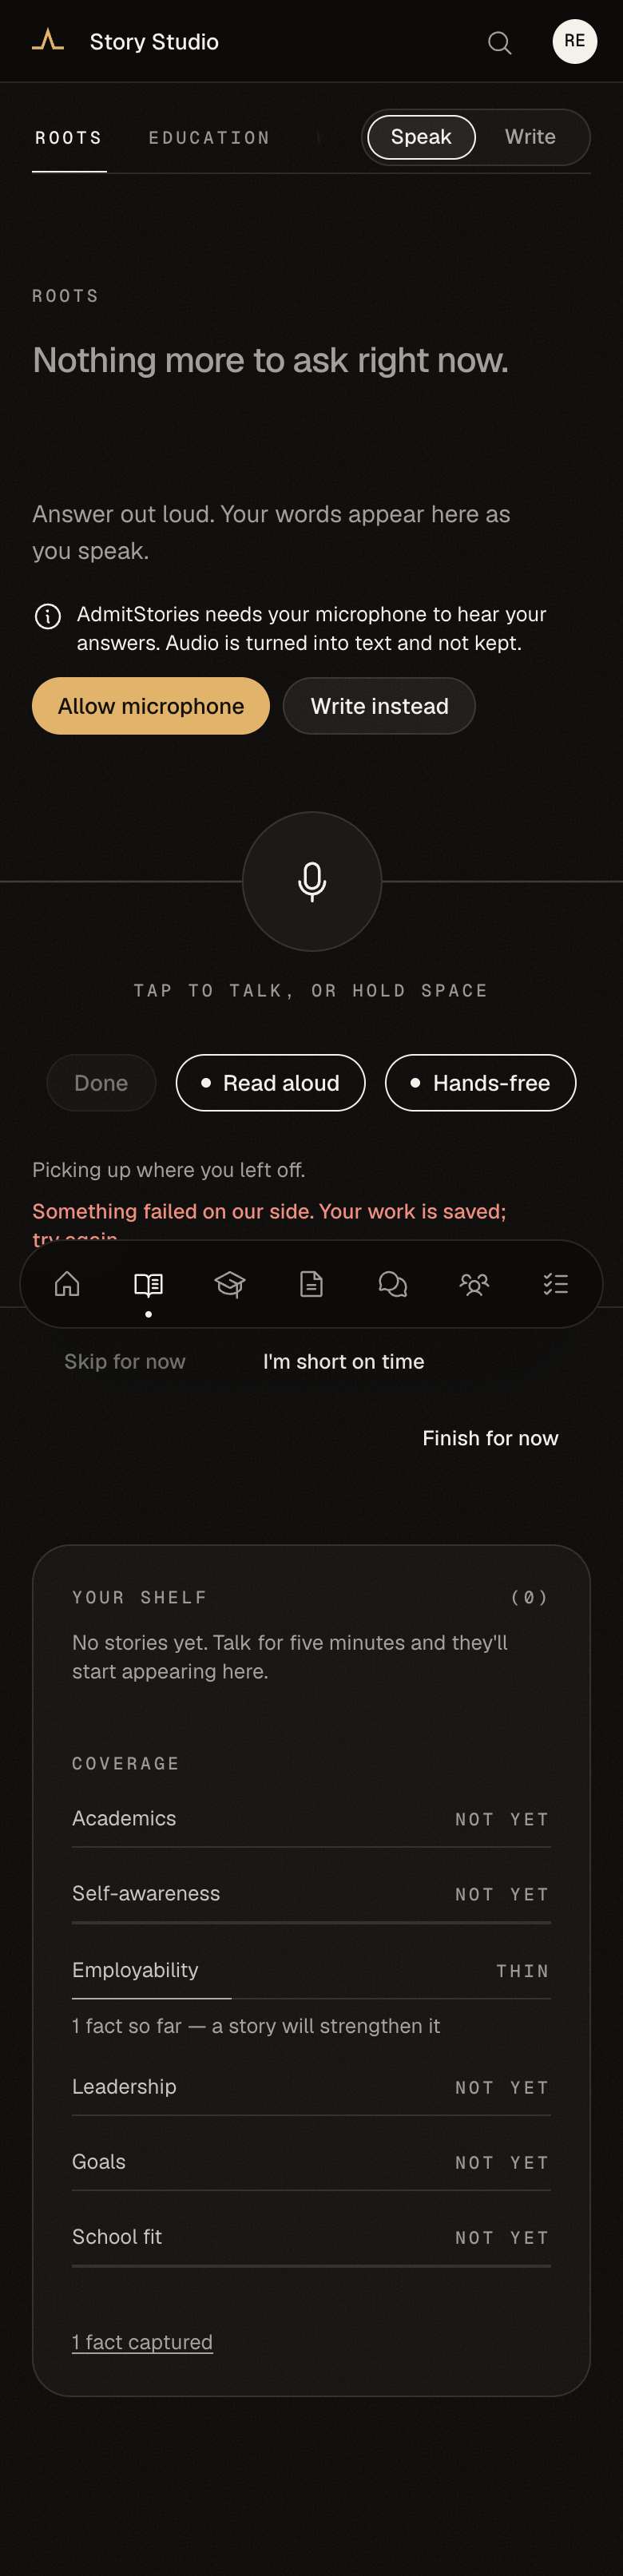 Story Studio
RE
ROOTS
EDUCATION
Speak
Write
ROOTS
Nothing more to ask right now.
Answer out loud. Your words appear here as
you speak.
AdmitStories needs your microphone to hear your
answers. Audio is turned into text and not kept.
Allow microphone
Write instead
TAP TO TALK, OR HOLD SPACE
Done
Read aloud
Hands-free
Picking up where you left off.
Something failed on our side. Your work is saved;
try again
Skip for now
I'm short on time
Finish for now
YOUR SHELF
(0)
No stories yet. Talk for five minutes and they'll
start appearing here.
COVERAGE
Academics
NOT YET
Self-awareness
NOT YET
Employability
THIN
1 fact so far — a story will strengthen it
Leadership
NOT YET
Goals
NOT YET
School fit
NOT YET
1 fact captured